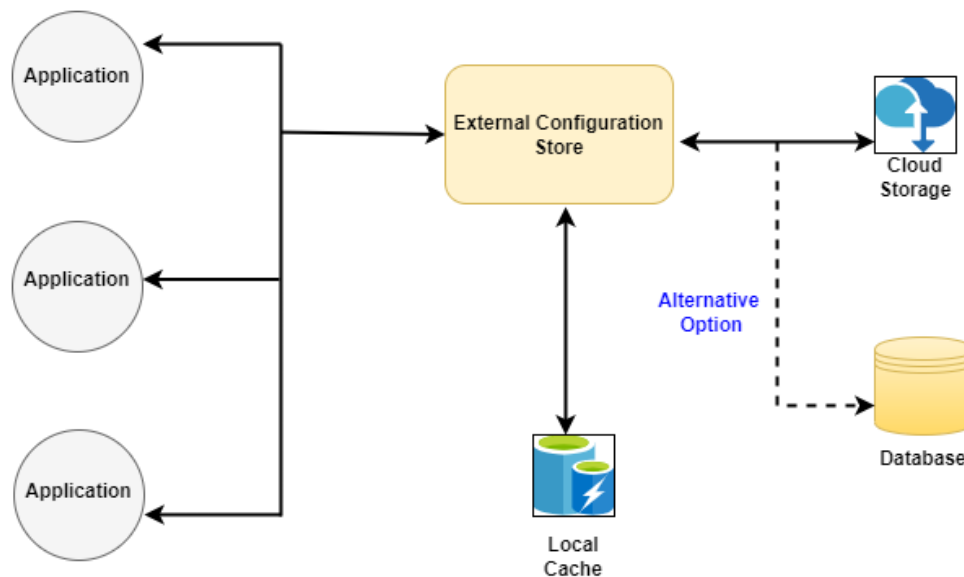 Application
External Configuration
Store
Cloud
Storage
Application
Alternative
Option
Application
Database
Local
Cache